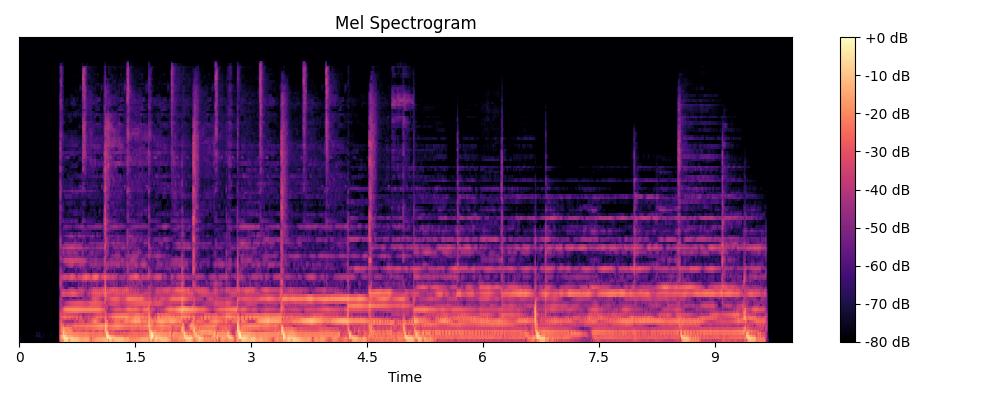 Mel Spectrogram
+0 dB
-10 dB
-20 dB
-30 dB
-40 dB
-50 dB
-60 dB
-70 dB
-80 dB
0 1.5 3 4.5 6 7.5 9
Time